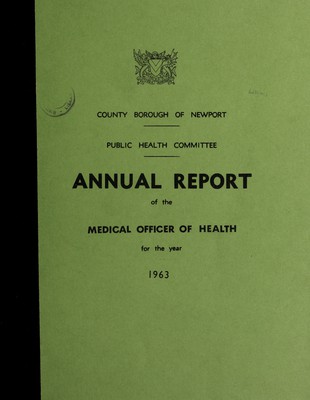 COUNTY BOROUGH OF NEWPORT
PUBLIC HEALTH COMMITTEE
ANNUAL REPORT
of the
MEDICAL OFFICER OF HEALTH
for the year
1963